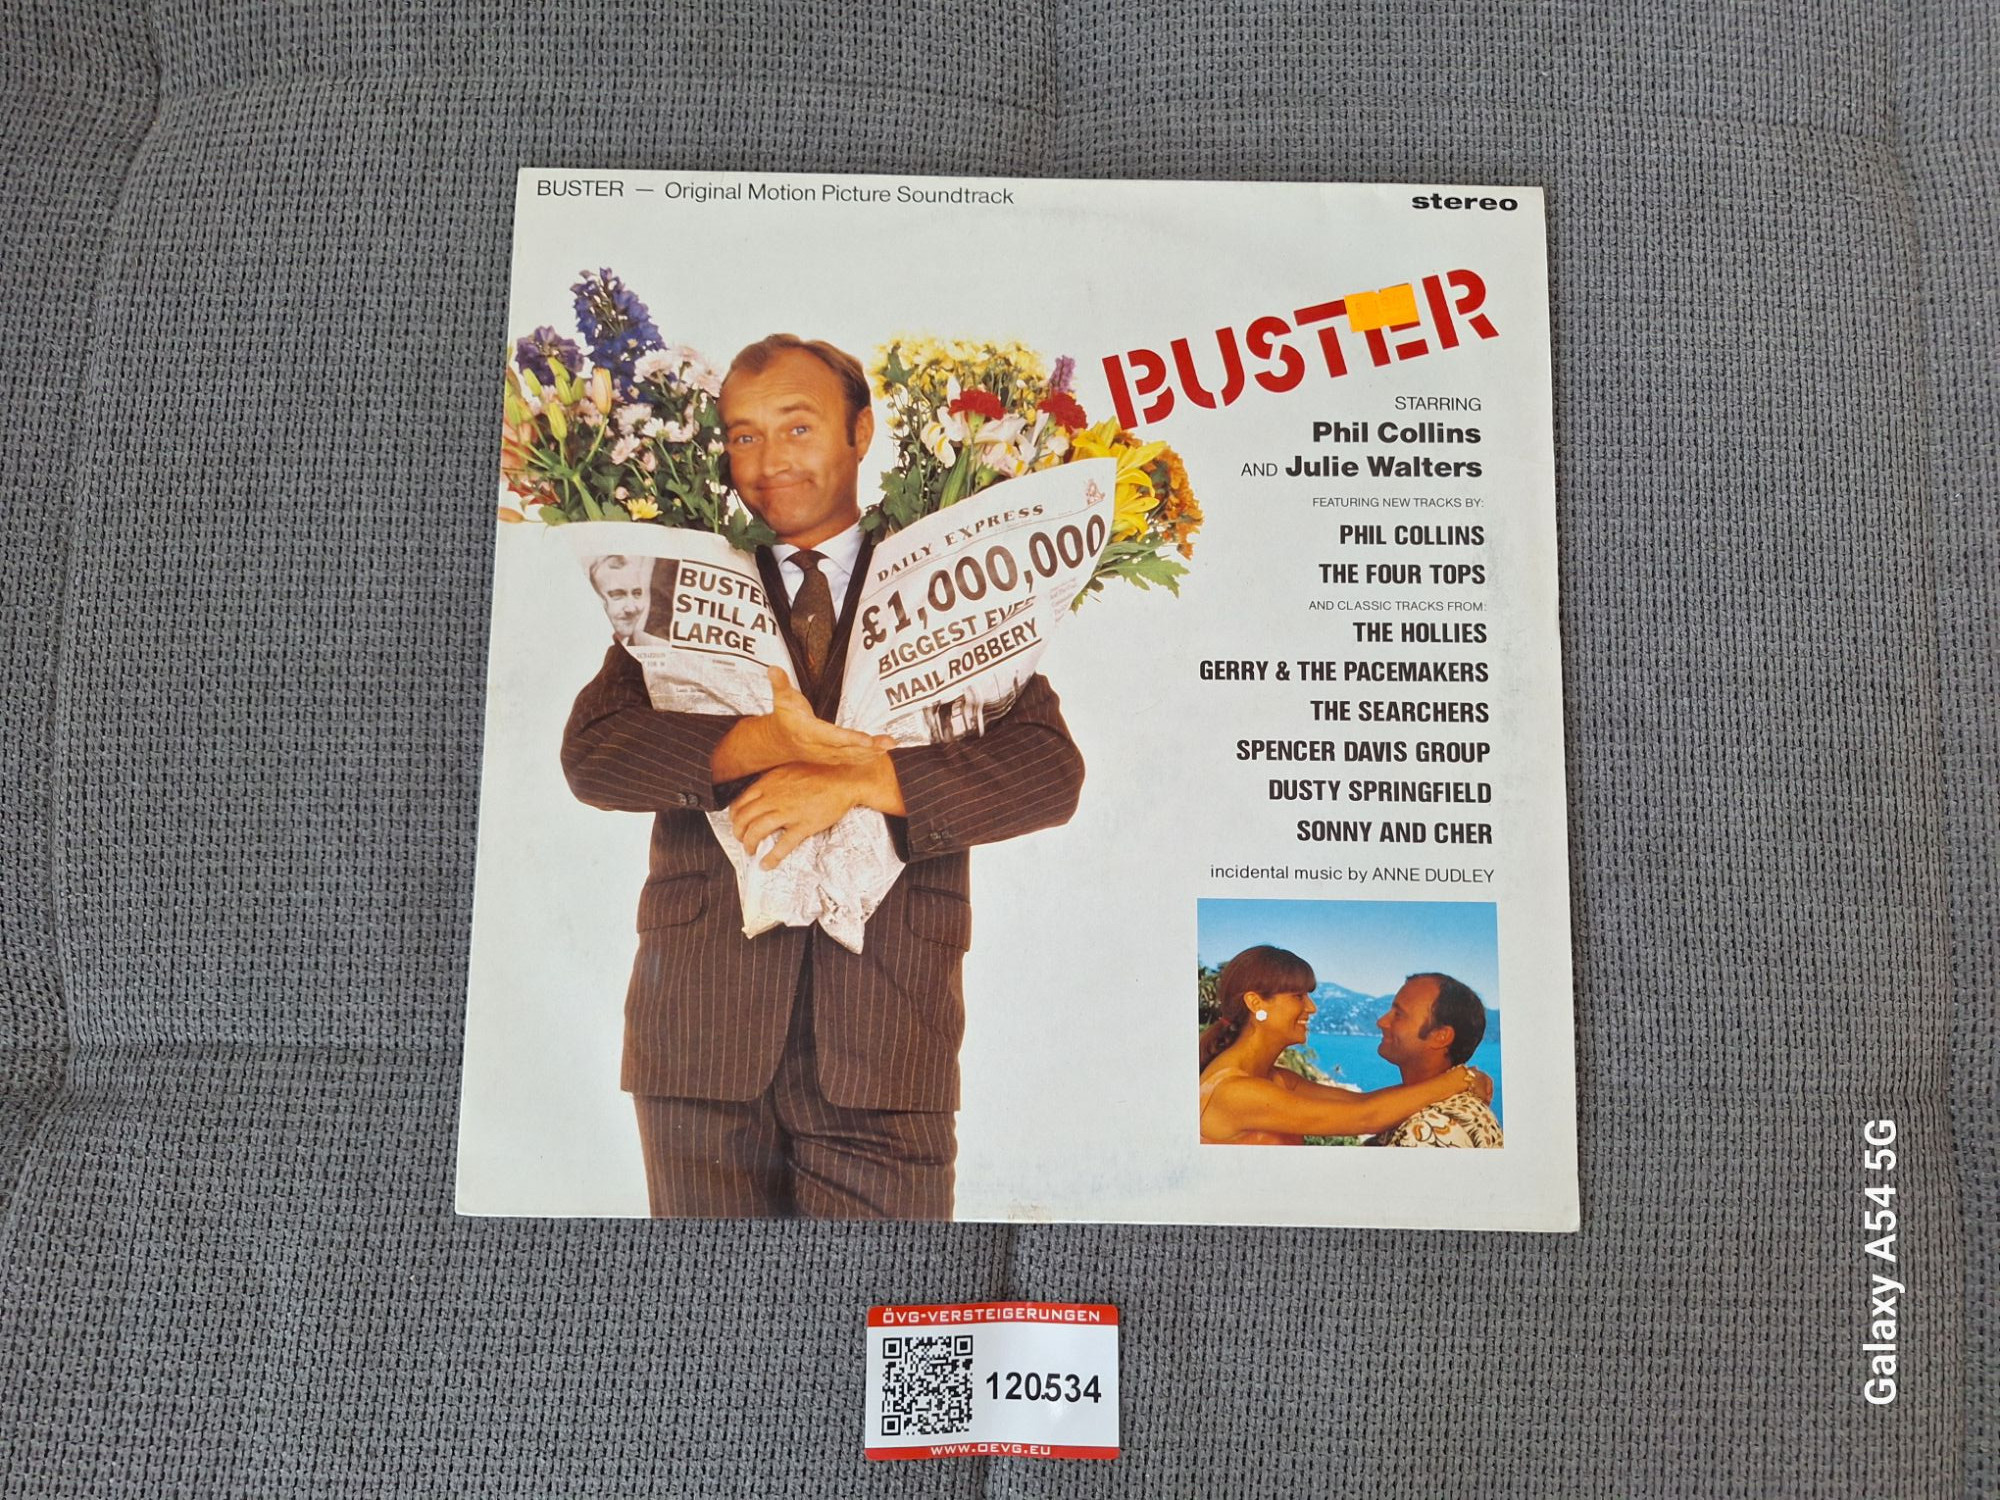 BUSTER — Original Motion Picture Soundtrack
stereo
BUSTER
STARRING
Phil Collins
AND Julie Walters
FEATURING NEW TRACKS BY:
PHIL COLLINS
THE FOUR TOPS
AND CLASSIC TRACKS FROM:
THE HOLLIES
GERRY & THE PACEMAKERS
THE SEARCHERS
SPENCER DAVIS GROUP
DUSTY SPRINGFIELD
SONNY AND CHER
incidental music by ANNE DUDLEY
BUSTER
STILL AT
LARGE
DAILY EXPRESS
£1,000,000
BIGGEST EVER
MAIL ROBBERY
ÖVG-VERSTEIGERUNGEN
120.534
WWW.OEVG.EU
Galaxy A54 5G